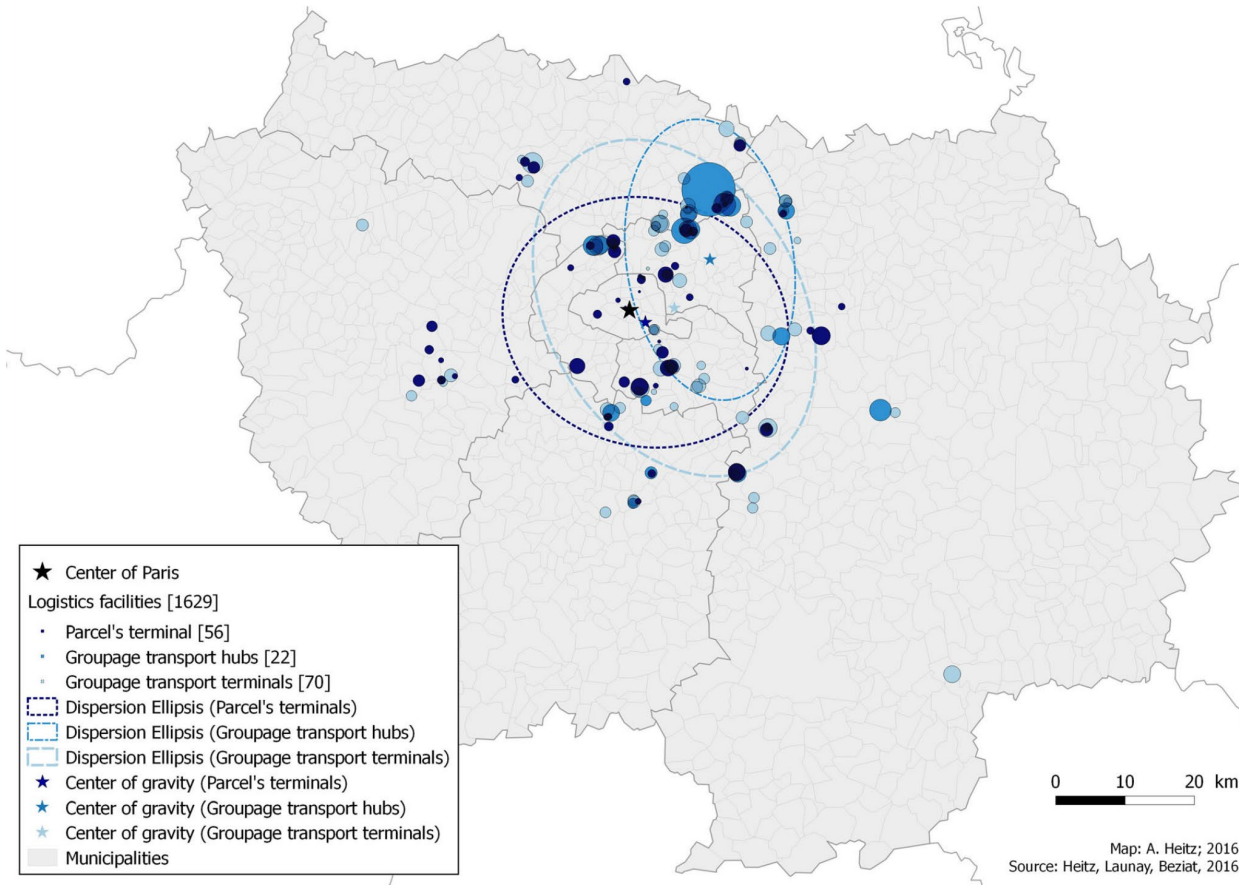 Center of Paris
Logistics facilities [1629]
Parcel's terminal [56]
Groupage transport hubs [22]
Groupage transport terminals [70]
Dispersion Ellipsis (Parcel's terminals)
Dispersion Ellipsis (Groupage transport hubs)
Dispersion Ellipsis (Groupage transport terminals)
Center of gravity (Parcel's terminals)
Center of gravity (Groupage transport hubs)
Center of gravity (Groupage transport terminals)
Municipalities
0 10 20 km
Map: A. Heitz; 2016
Source: Heitz, Launay, Beziat, 2016